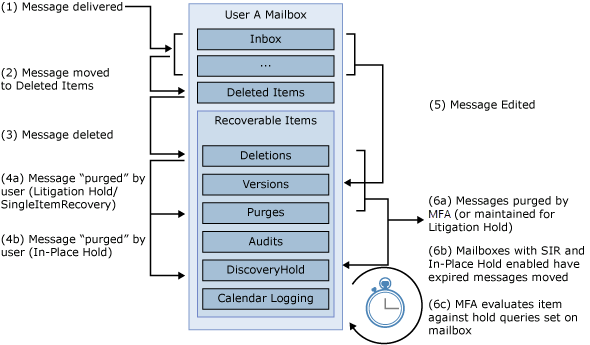 (1) Message delivered
(2) Message moved
to Deleted Items
(3) Message deleted
(4a) Message “purged” by
user (Litigation Hold/
SingleItemRecovery)
(4b) Message “purged” by
user (In-Place Hold)
User A Mailbox
Inbox
...
Deleted Items
Recoverable Items
Deletions
Versions
Purges
Audits
DiscoveryHold
Calendar Logging
(5) Message Edited
(6a) Messages purged by
MFA (or maintained for
Litigation Hold)
(6b) Mailboxes with SIR and
In-Place Hold enabled have
expired messages moved
(6c) MFA evaluates item
against hold queries set on
mailbox